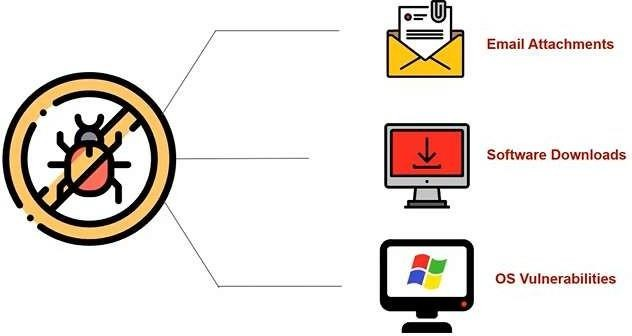 Email Attachments
Software Downloads
OS Vulnerabilities